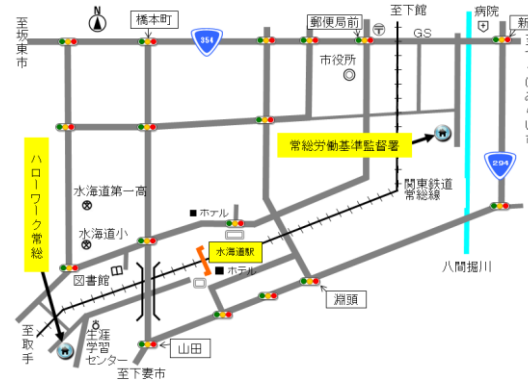 N
至坂東市
橋本町
354
郵便局前
至下館
病院
GS
市役所
常総労働基準監督署
294
関東鉄道
常総線
ハローワーク常総
水海道第一高
ホテル
水海道小
水海道駅
ホテル
図書館
八間掘川
淵頭
至取手
生涯
学習
センター
山田
至下妻市